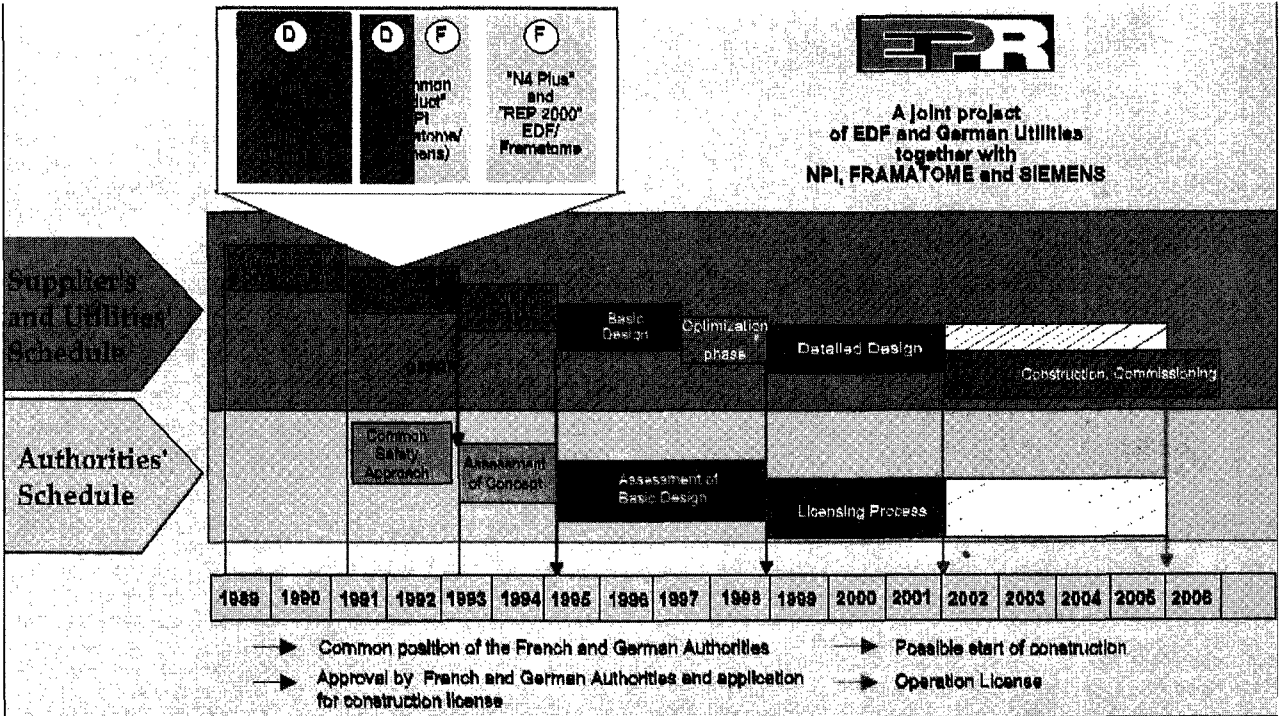 D
D
F
F
"N4 Plus"
and
"REP 2000"
EDF/
Framatome
EPR
A joint project
of EDF and German Utilities
together with
NPI, FRAMATOME and SIEMENS
Supplier's
and Utilities'
Schedule
Basic
Design
Optimization
phase
Detailed Design
Construction, Commissioning
Authorities'
Schedule
Common
Safety
Approach
Assessment
of Concept
Assessment of
Basic Design
Licensing Process
1989 1990 1991 1992 1993 1994 1995 1996 1997 1998 1999 2000 2001 2002 2003 2004 2005 2006
Common position of the French and German Authorities
Approval by French and German Authorities and application
for construction license
Possible start of construction
Operation License